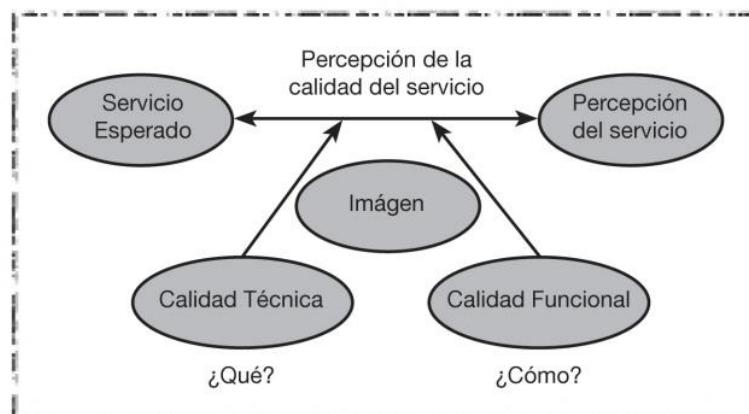 Percepción de la
calidad del servicio
Servicio
Esperado
Percepción
del servicio
Imágen
Calidad Técnica
Calidad Funcional
¿Qué?
¿Cómo?